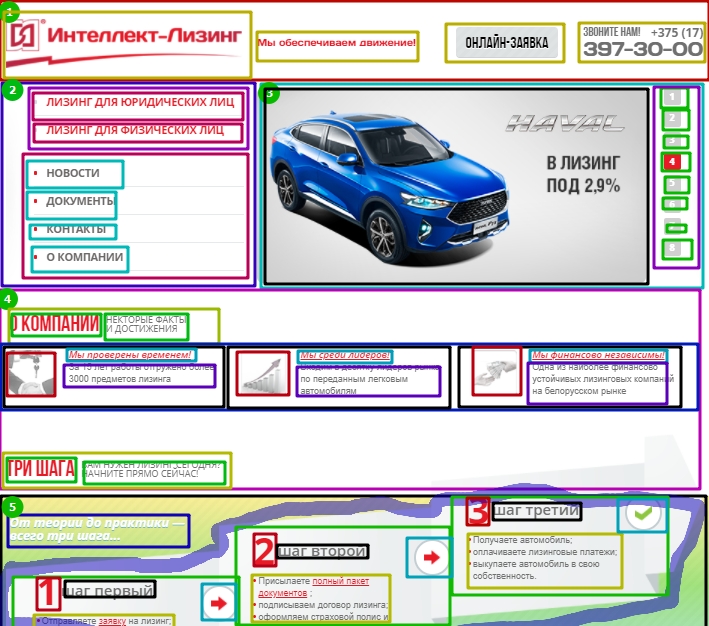 1
Интеллект-Лизинг
Мы обеспечиваем движение!
ОНЛАЙН-ЗАЯВКА
ЗВОНИТЕ НАМ! +375 (17)
397-30-00
2
ЛИЗИНГ ДЛЯ ЮРИДИЧЕСКИХ ЛИЦ
ЛИЗИНГ ДЛЯ ФИЗИЧЕСКИХ ЛИЦ
НОВОСТИ
ДОКУМЕНТЫ
КОНТАКТЫ
О КОМПАНИИ
3
HAVAL
В ЛИЗИНГ
ПОД 2,9%
1
2
3
4
5
6
8
4
О КОМПАНИИ
НЕКОТОРЫЕ ФАКТЫ
И ДОСТИЖЕНИЯ
Мы проверены временем!
За 15 лет работы отгружено более
3000 предметов лизинга
Мы среди лидеров!
Входим в десятку лидеров рынка
по переданным легковым
автомобилям
Мы финансово независимы!
Одна из наиболее финансово
устойчивых лизинговых компаний
на белорусском рынке
ТРИ ШАГА
ВАМ НУЖЕН ЛИЗИНГ СЕГОДНЯ?
НАЧНИТЕ ПРЯМО СЕЙЧАС!
5
От теории до практики —
всего три шага...
1 шаг первый
Отправляете заявку на лизинг;
2 шаг второй
Присылаете полный пакет
документов ;
подписываем договор лизинга;
оформляем страховой полис и
3 шаг третий
Получаете автомобиль;
оплачиваете лизинговые платежи;
выкупаете автомобиль в свою
собственность.